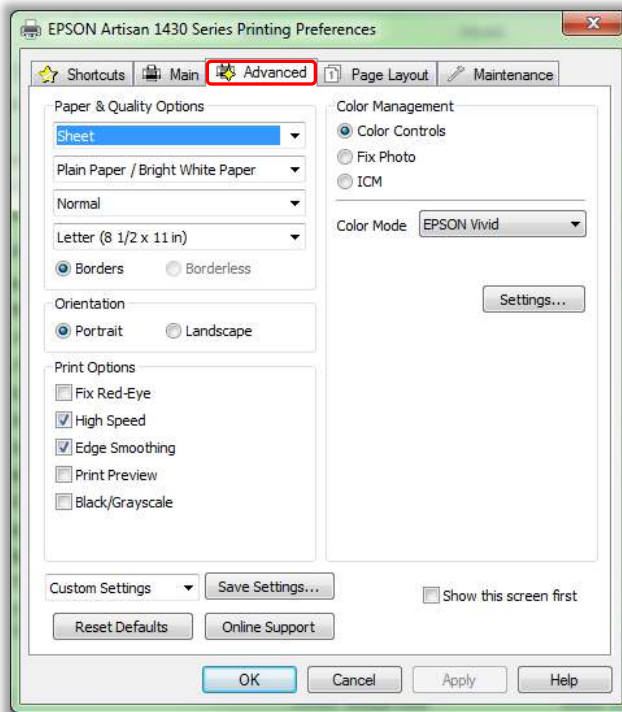 EPSON Artisan 1430 Series Printing Preferences
X
Shortcuts Main Advanced 1 Page Layout Maintenance
Paper & Quality Options
Sheet
Plain Paper / Bright White Paper
Normal
Letter (8 1/2 x 11 in)
Borders Borderless
Orientation
Portrait Landscape
Print Options
Fix Red-Eye
High Speed
Edge Smoothing
Print Preview
Black/Grayscale
Color Management
Color Controls
Fix Photo
ICM
Color Mode EPSON Vivid
Settings...
Custom Settings Save Settings...
Show this screen first
Reset Defaults Online Support
OK Cancel Apply Help